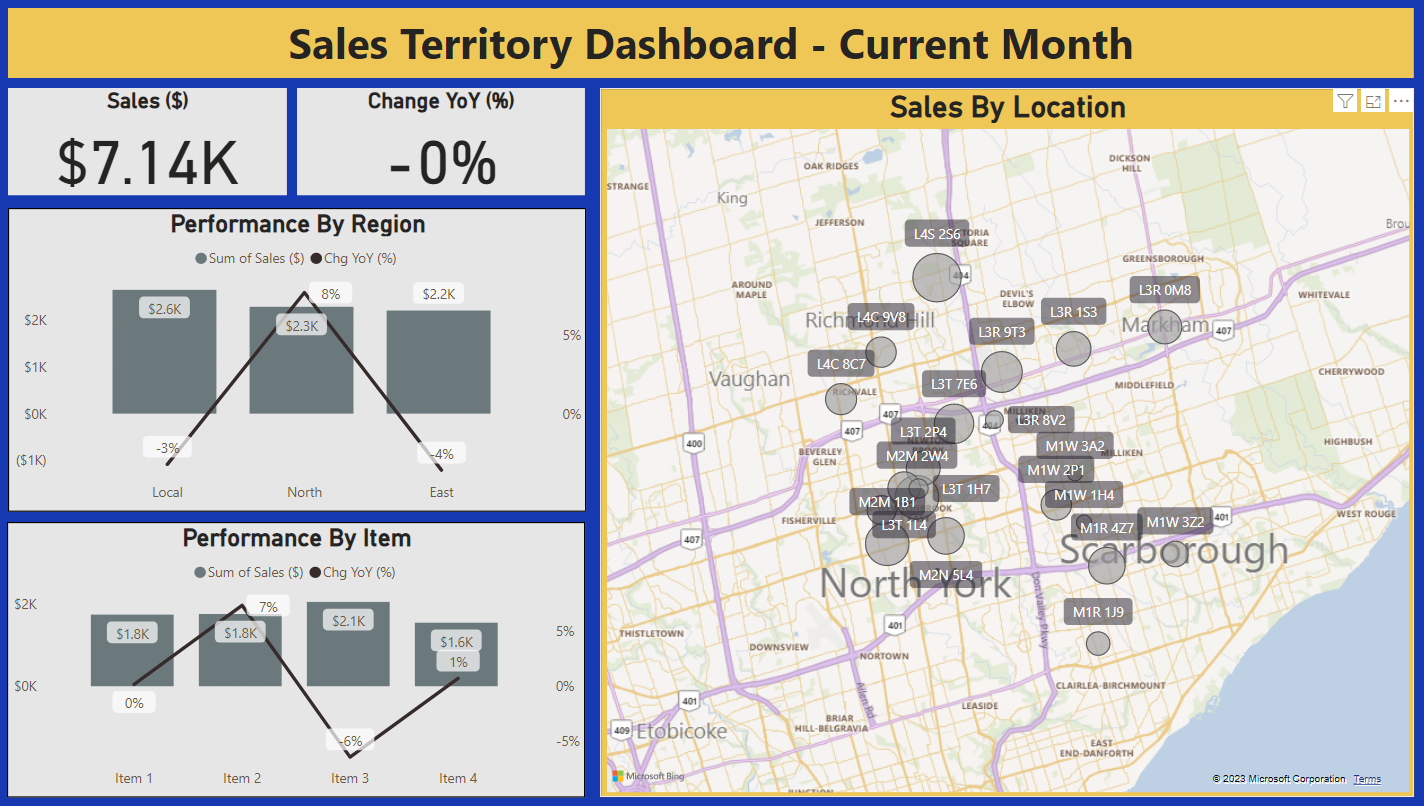 Sales Territory Dashboard - Current Month
Sales ($)
$7.14K
Change YoY (%)
-0%
Performance By Region
Sum of Sales ($) Chg YoY (%)
$2K
$1K
$0K
($1K)
$2.6K
$2.3K
$2.2K
8%
-3%
-4%
5%
0%
Local North East
Performance By Item
Sum of Sales ($) Chg YoY (%)
$2K
$0K
$1.8K
$1.8K
$2.1K
$1.6K
1%
7%
0%
-6%
5%
0%
-5%
Item 1 Item 2 Item 3 Item 4
Sales By Location
OAK RIDGES
DICKSON
HILL
STRANGE
King
JEFFERSON
L4S 2S6
SQUARE
404
GREENSBOROUGH
AROUND
MAPLE
DEVIL'S
ELBOW
L3R 0M8
WHITEVALE
L4C 9V8
Richmond Hill
L3R 1S3
Markham
407
L3R 9T3
L4C 8C7
Vaughan
RICHVALE
L3T 7E6
MIDDLEFIELD
CHERRYWOOD
407
407
MILLIKEN
L3R 8V2
400
L3T 2P4
HIGHBUSH
BEVERLEY
GLEN
M2M 2W4
M1W 3A2
MILLIKEN
M1W 2P1
L3T 1H7
M1W 1H4
M2M 1B1
FISHERVILLE
L3T 1L4
M1R 4Z7
M1W 3Z2
401
WEST ROUGE
407
Scarborough
M2N 5L4
North York
Don Valley Pkwy
M1R 1J9
401
THISTLETOWN
DOWNSVIEW
NORTOWN
CLAIRLEA-BIRCHMONT
401
Allen Rd
LEASEIDE
BRIAR
HILL-BELGRAVIA
409
Etobicoke
EAST
END-DANFORTH
Microsoft Bing
© 2023 Microsoft Corporation Terms